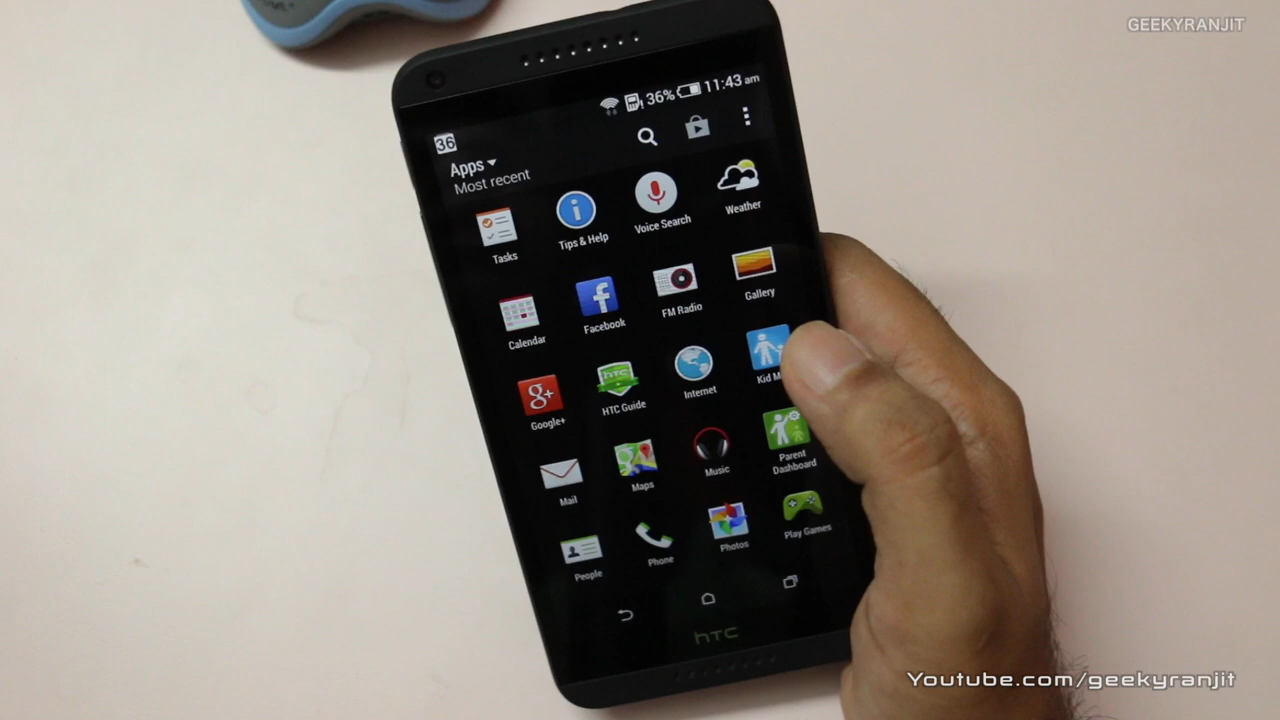 GEEKYRANJIT
36% 11:43 am
36
Apps
Most recent
Tasks
Tips & Help
Voice Search
Weather
Calendar
Facebook
FM Radio
Gallery
g+
Google+
htc
HTC Guide
Internet
Kid M
Mail
Maps
Music
Parent
Dashboard
People
Phone
Photos
Play Games
hTC
Youtube.com/geekyranjit